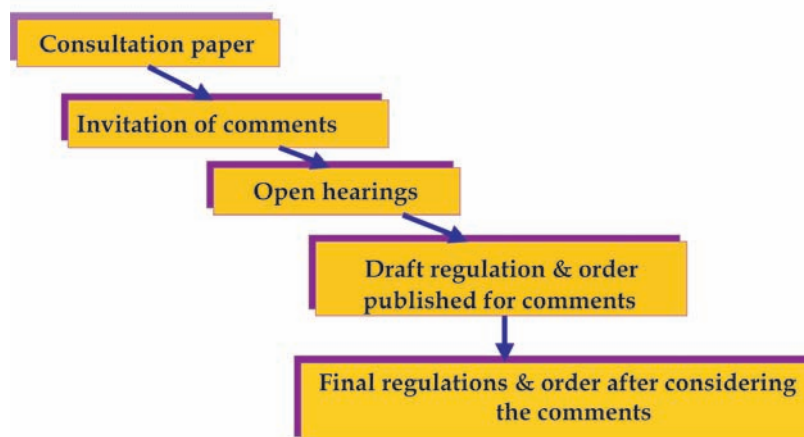 Consultation paper
Invitation of comments
Open hearings
Draft regulation & order
published for comments
Final regulations & order after considering
the comments